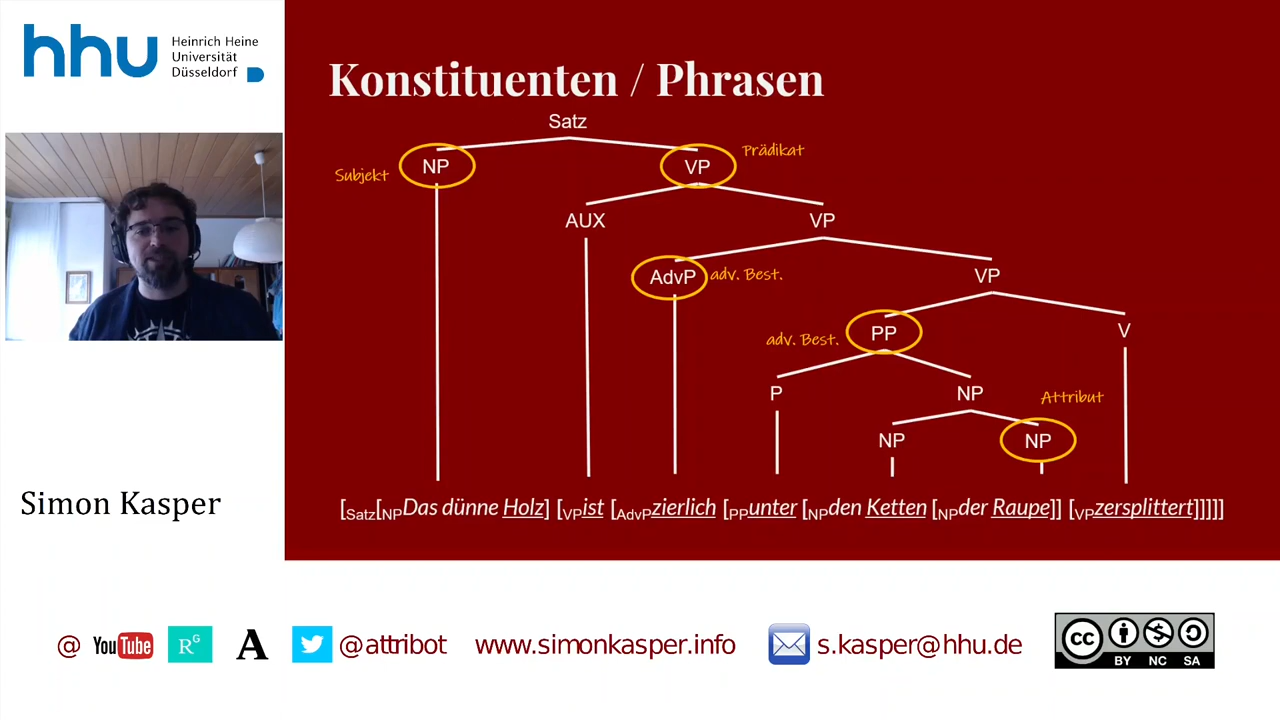 hhu
Heinrich Heine
Universität
Düsseldorf
Konstituenten / Phrasen
Satz
Subjekt
NP
VP
Prädikat
AUX
VP
AdvP
adv. Best.
VP
adv. Best.
PP
V
P
NP
Attribut
NP
NP
[Satz[NPDas dünne Holz] [VPist [AdvPzierlich [PPunter [NPden Ketten [NPder Raupe]] [VPzersplittert]]]]]
Simon Kasper
@ YouTube RG A @attribot www.simonkasper.info s.kasper@hhu.de
cc
BY NC SA